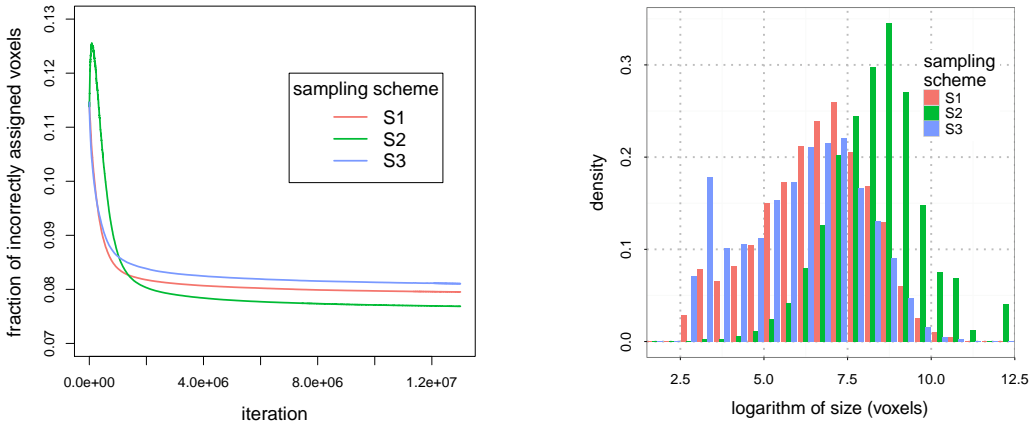 fraction of incorrectly assigned voxels
0.13
0.12
0.11
0.10
0.09
0.08
0.07
sampling scheme
S1
S2
S3
0.0e+00 4.0e+06 8.0e+06 1.2e+07
iteration
density
0.3
0.2
0.1
0.0
sampling
scheme
S1
S2
S3
2.5 5.0 7.5 10.0 12.5
logarithm of size (voxels)